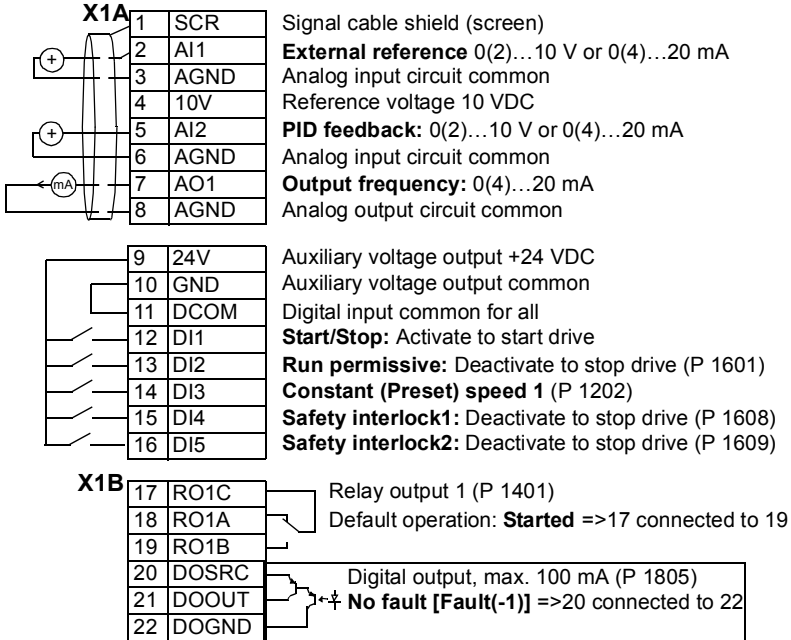 X1A
1 SCR Signal cable shield (screen)
2 AI1 External reference 0(2)…10 V or 0(4)…20 mA
3 AGND Analog input circuit common
4 10V Reference voltage 10 VDC
5 AI2 PID feedback: 0(2)…10 V or 0(4)…20 mA
6 AGND Analog input circuit common
7 AO1 Output frequency: 0(4)…20 mA
8 AGND Analog output circuit common
+
+
mA
9 24V Auxiliary voltage output +24 VDC
10 GND Auxiliary voltage output common
11 DCOM Digital input common for all
12 DI1 Start/Stop: Activate to start drive
13 DI2 Run permissive: Deactivate to stop drive (P 1601)
14 DI3 Constant (Preset) speed 1 (P 1202)
15 DI4 Safety interlock1: Deactivate to stop drive (P 1608)
16 DI5 Safety interlock2: Deactivate to stop drive (P 1609)
X1B
17 RO1C Relay output 1 (P 1401)
18 RO1A Default operation: Started =>17 connected to 19
19 RO1B
20 DOSRC Digital output, max. 100 mA (P 1805)
21 DOOUT No fault [Fault(-1)] =>20 connected to 22
22 DOGND